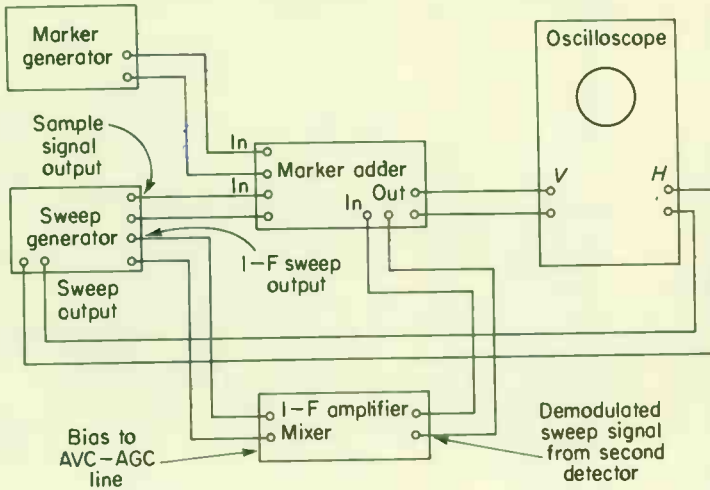 Marker
generator
Oscilloscope
V
H
Sample
signal
output
In
In
Marker adder
Out
In
Sweep
generator
I-F sweep
output
Sweep
output
I-F amplifier
Mixer
Bias to
AVC-AGC
line
Demodulated
sweep signal
from second
detector